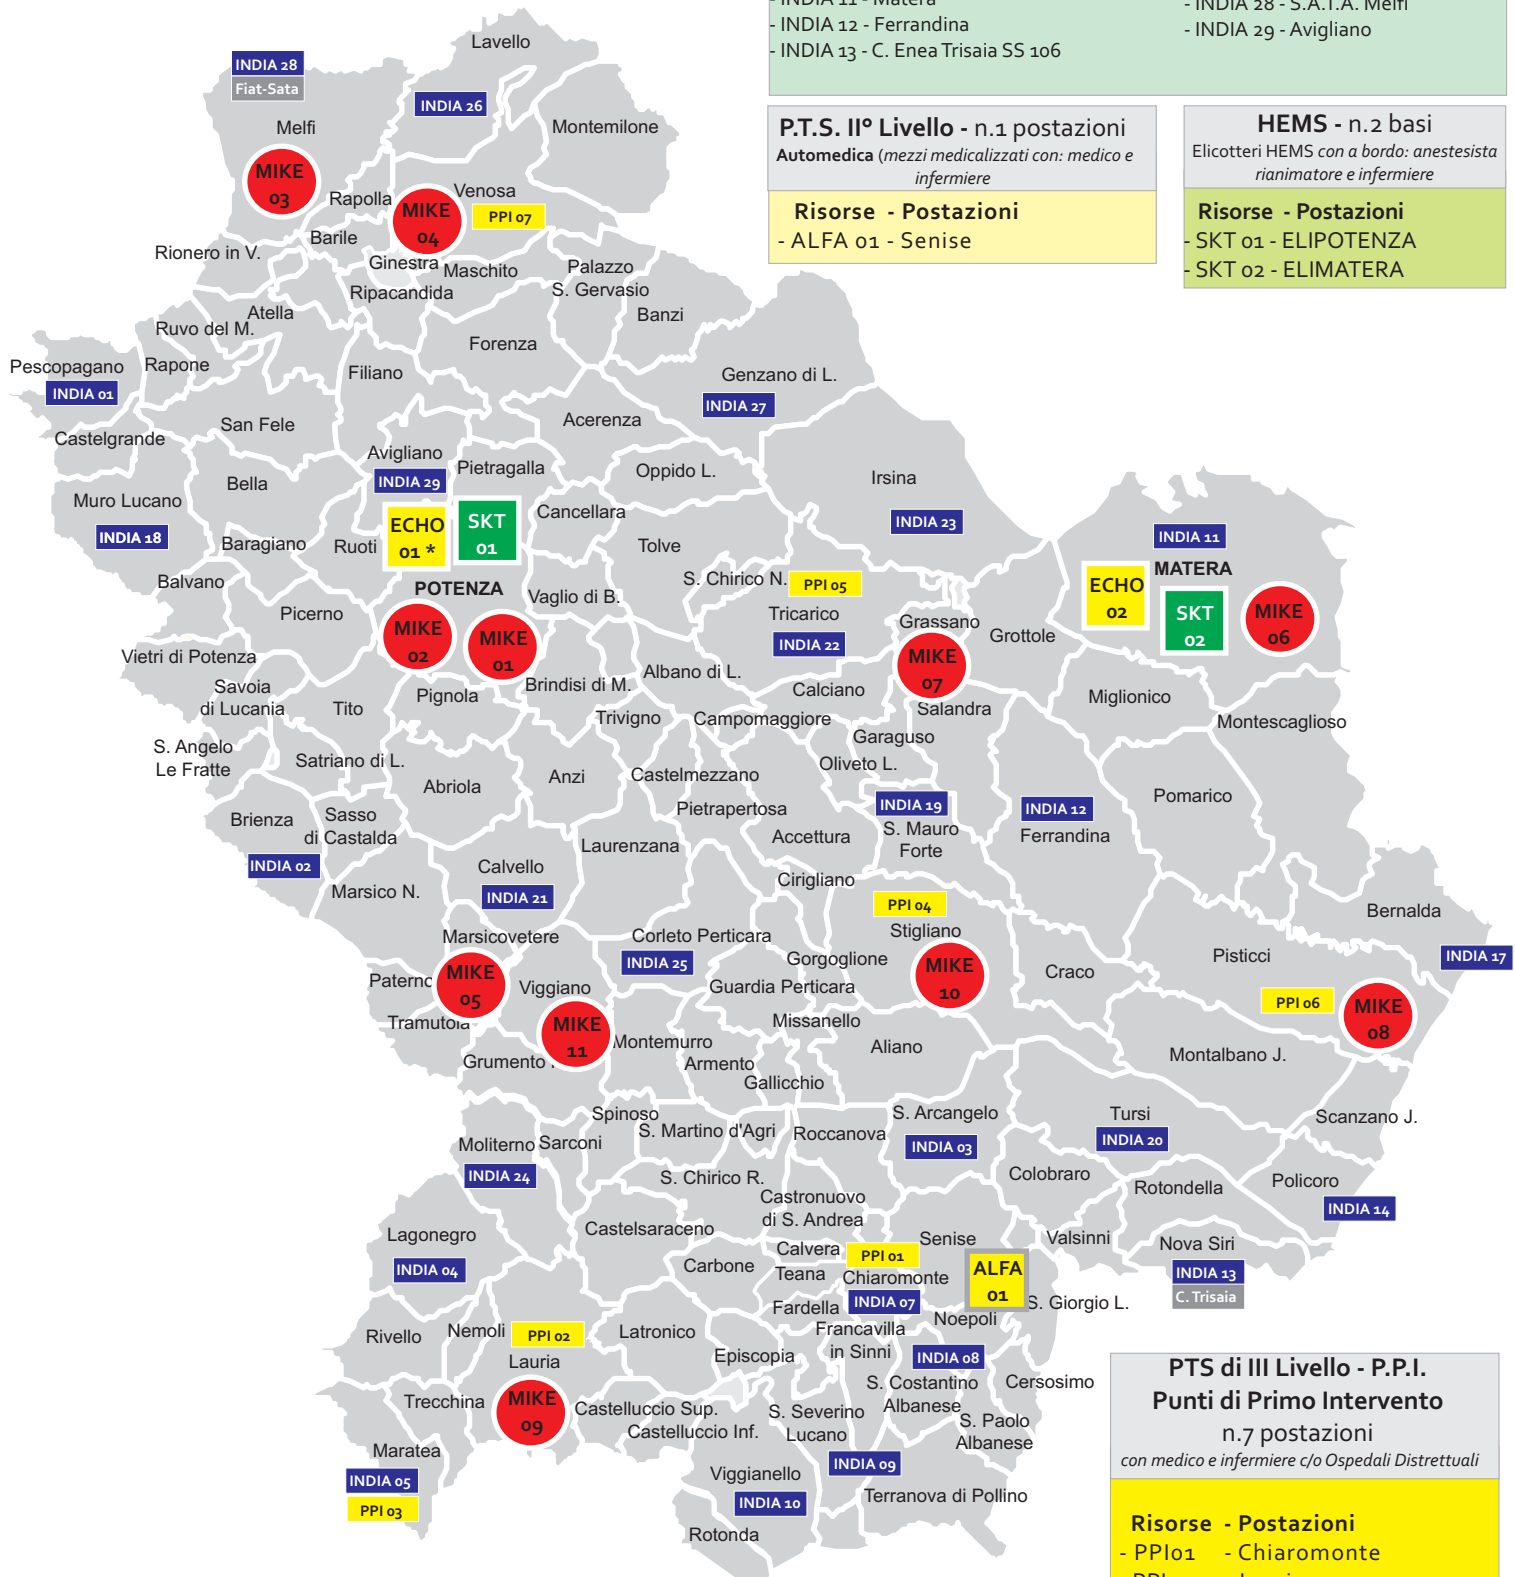 - INDIA 11 - Matera
- INDIA 12 - Ferrandina
- INDIA 13 - C. Enea Trisaia SS 106
- INDIA 28 - S.A.T.A. Melfi
- INDIA 29 - Avigliano
P.T.S. II° Livello - n.1 postazioni
Automedica (mezzi medicalizzati con: medico e
infermiere
Risorse - Postazioni
- ALFA 01 - Senise
HEMS - n.2 basi
Elicotteri HEMS con a bordo: anestesista
rianimatore e infermiere
Risorse - Postazioni
- SKT 01 - ELIPOTENZA
- SKT 02 - ELIMATERA
Lavello
INDIA 28
Fiat-Sata
INDIA 26
Melfi
Montemilone
MIKE
03
Rapolla
Venosa
MIKE
04
PPI 07
Barile
Rionero in V.
Ginestra
Maschito
Palazzo
S. Gervasio
Ripacandida
Atella
Banzi
Ruvo del M.
Forenza
Pescopagano
Rapone
Filiano
Genzano di L.
INDIA 01
INDIA 27
Castelgrande
San Fele
Acerenza
Avigliano
Pietragalla
Oppido L.
Irsina
INDIA 29
Bella
Muro Lucano
INDIA 18
Cancellara
INDIA 23
ECHO
01 *
SKT
01
Baragiano
Ruoti
Tolve
INDIA 11
MATERA
Balvano
S. Chirico N.
PPI 05
POTENZA
Vaglio di B.
ECHO
02
SKT
02
MIKE
06
Picerno
Tricarico
INDIA 22
Grassano
Grottole
MIKE
02
MIKE
01
MIKE
07
Vietri di Potenza
Albano di L.
Savoia
di Lucania
Brindisi di M.
Calciano
Miglionico
Pignola
Tito
Trivigno
Campomaggiore
Salandra
Montescaglioso
S. Angelo
Le Fratte
Garaguso
Satriano di L.
Oliveto L.
Abriola
Anzi
Castelmezzano
Pomarico
Pietrapertosa
INDIA 19
INDIA 12
Brienza
Sasso
di Castalda
Accettura
S. Mauro
Forte
Ferrandina
Laurenzana
INDIA 02
Calvello
Cirigliano
Marsico N.
INDIA 21
PPI 04
Bernalda
Marsicovetere
Corleto Perticara
Stigliano
INDIA 25
Gorgoglione
Pisticci
INDIA 17
Paterno
MIKE
05
Viggiano
Guardia Perticara
MIKE
10
Craco
PPI 06
MIKE
08
Tramutola
MIKE
11
Missanello
Montemurro
Aliano
Montalbano J.
Grumento
Armento
Gallicchio
Spinoso
S. Arcangelo
Tursi
Scanzano J.
S. Martino d'Agri
Roccanova
Moliterno
Sarconi
INDIA 03
INDIA 20
INDIA 24
S. Chirico R.
Colobraro
Rotondella
Policoro
Castronuovo
di S. Andrea
INDIA 14
Castelsaraceno
Lagonegro
Senise
Valsinni
Nova Siri
Calvera
PPI 01
INDIA 04
Carbone
Teana
Chiaromonte
ALFA
01
INDIA 13
C. Trisaia
Fardella
INDIA 07
S. Giorgio L.
Noepoli
Rivello
Nemoli
PPI 02
Latronico
Francavilla
in Sinni
Lauria
Episcopia
INDIA 08
S. Costantino
Albanese
Cersosimo
Trecchina
MIKE
09
Castelluccio Sup.
S. Severino
Lucano
S. Paolo
Albanese
Castelluccio Inf.
Maratea
INDIA 05
INDIA 09
Viggianello
PPI 03
INDIA 10
Terranova di Pollino
Rotonda
PTS di III Livello - P.P.I.
Punti di Primo Intervento
n.7 postazioni
con medico e infermiere c/o Ospedali Distrettuali
Risorse - Postazioni
- PPI01 - Chiaromonte